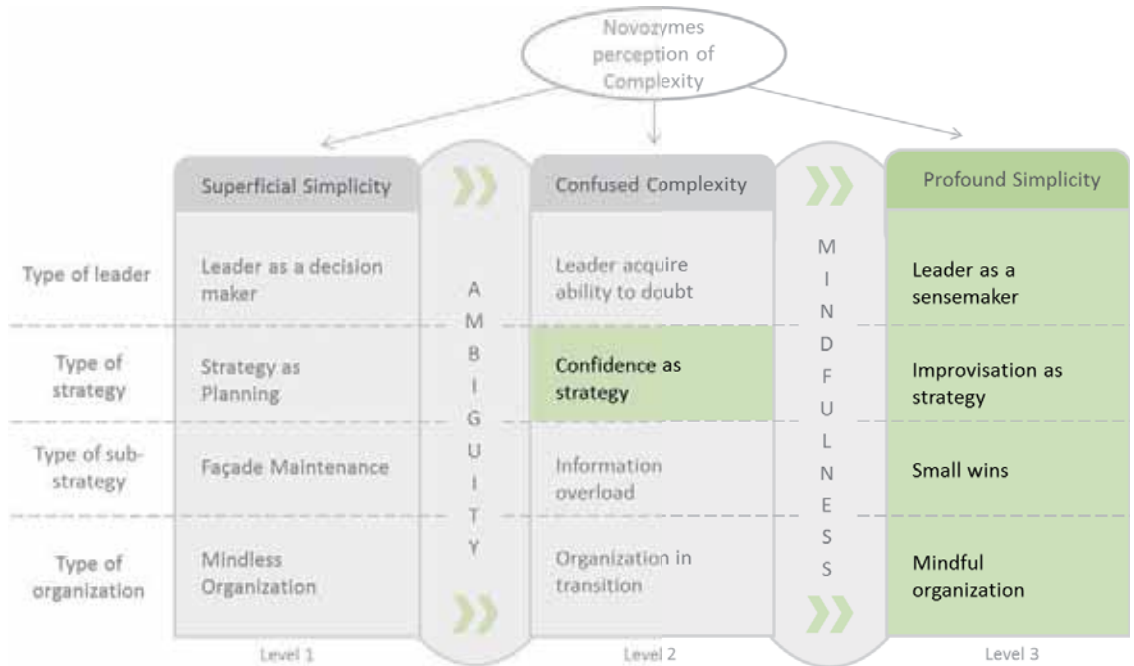 Novozymes
perception of
Complexity
Superficial Simplicity
Confused Complexity
Profound Simplicity
Type of leader
Leader as a decision
maker
Leader acquire
ability to doubt
Leader as a
sensemaker
Type of
strategy
Strategy as
Planning
Confidence as
strategy
Improvisation as
strategy
Type of sub-
strategy
Façade Maintenance
Information
overload
Small wins
Type of
organization
Mindless
Organization
Organization in
transition
Mindful
organization
A
M
B
I
G
U
I
T
Y
M
I
N
D
F
U
L
N
E
S
S
Level 1
Level 2
Level 3